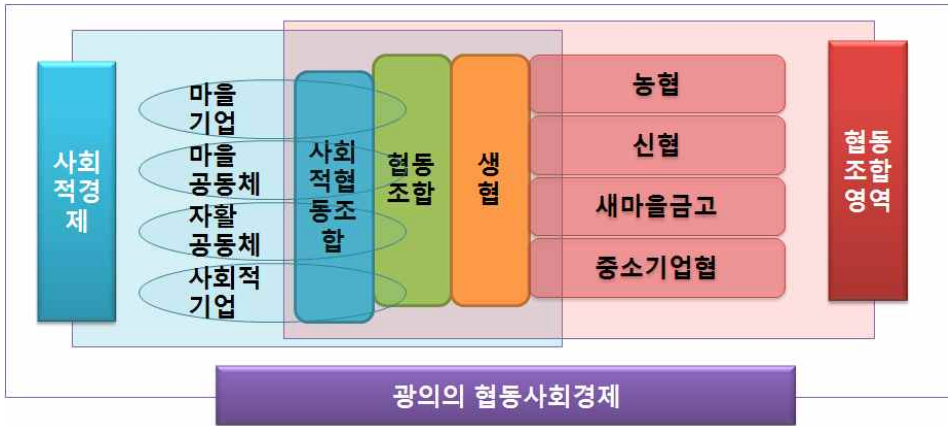 사회
적경
제
마을
기업
마을
공동체
자활
공동체
사회적
기업
사회
적협
동조
합
협동
조합
생
협
농협
신협
새마을금고
중소기업협
협동
조합
영역
광의의 협동사회경제